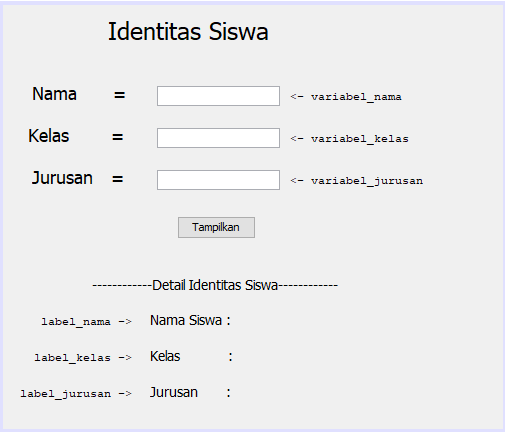 Identitas Siswa
Nama = <- variabel_nama
Kelas = <- variabel_kelas
Jurusan = <- variabel_jurusan
Tampilkan
------------Detail Identitas Siswa------------
label_nama -> Nama Siswa :
label_kelas -> Kelas :
label_jurusan -> Jurusan :